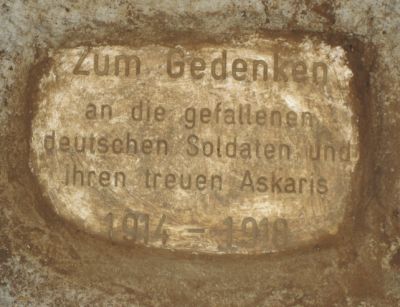 Zum Gedenken
an die gefallenen
deutschen Soldaten und
ihren treuen Askaris
1914 - 1918